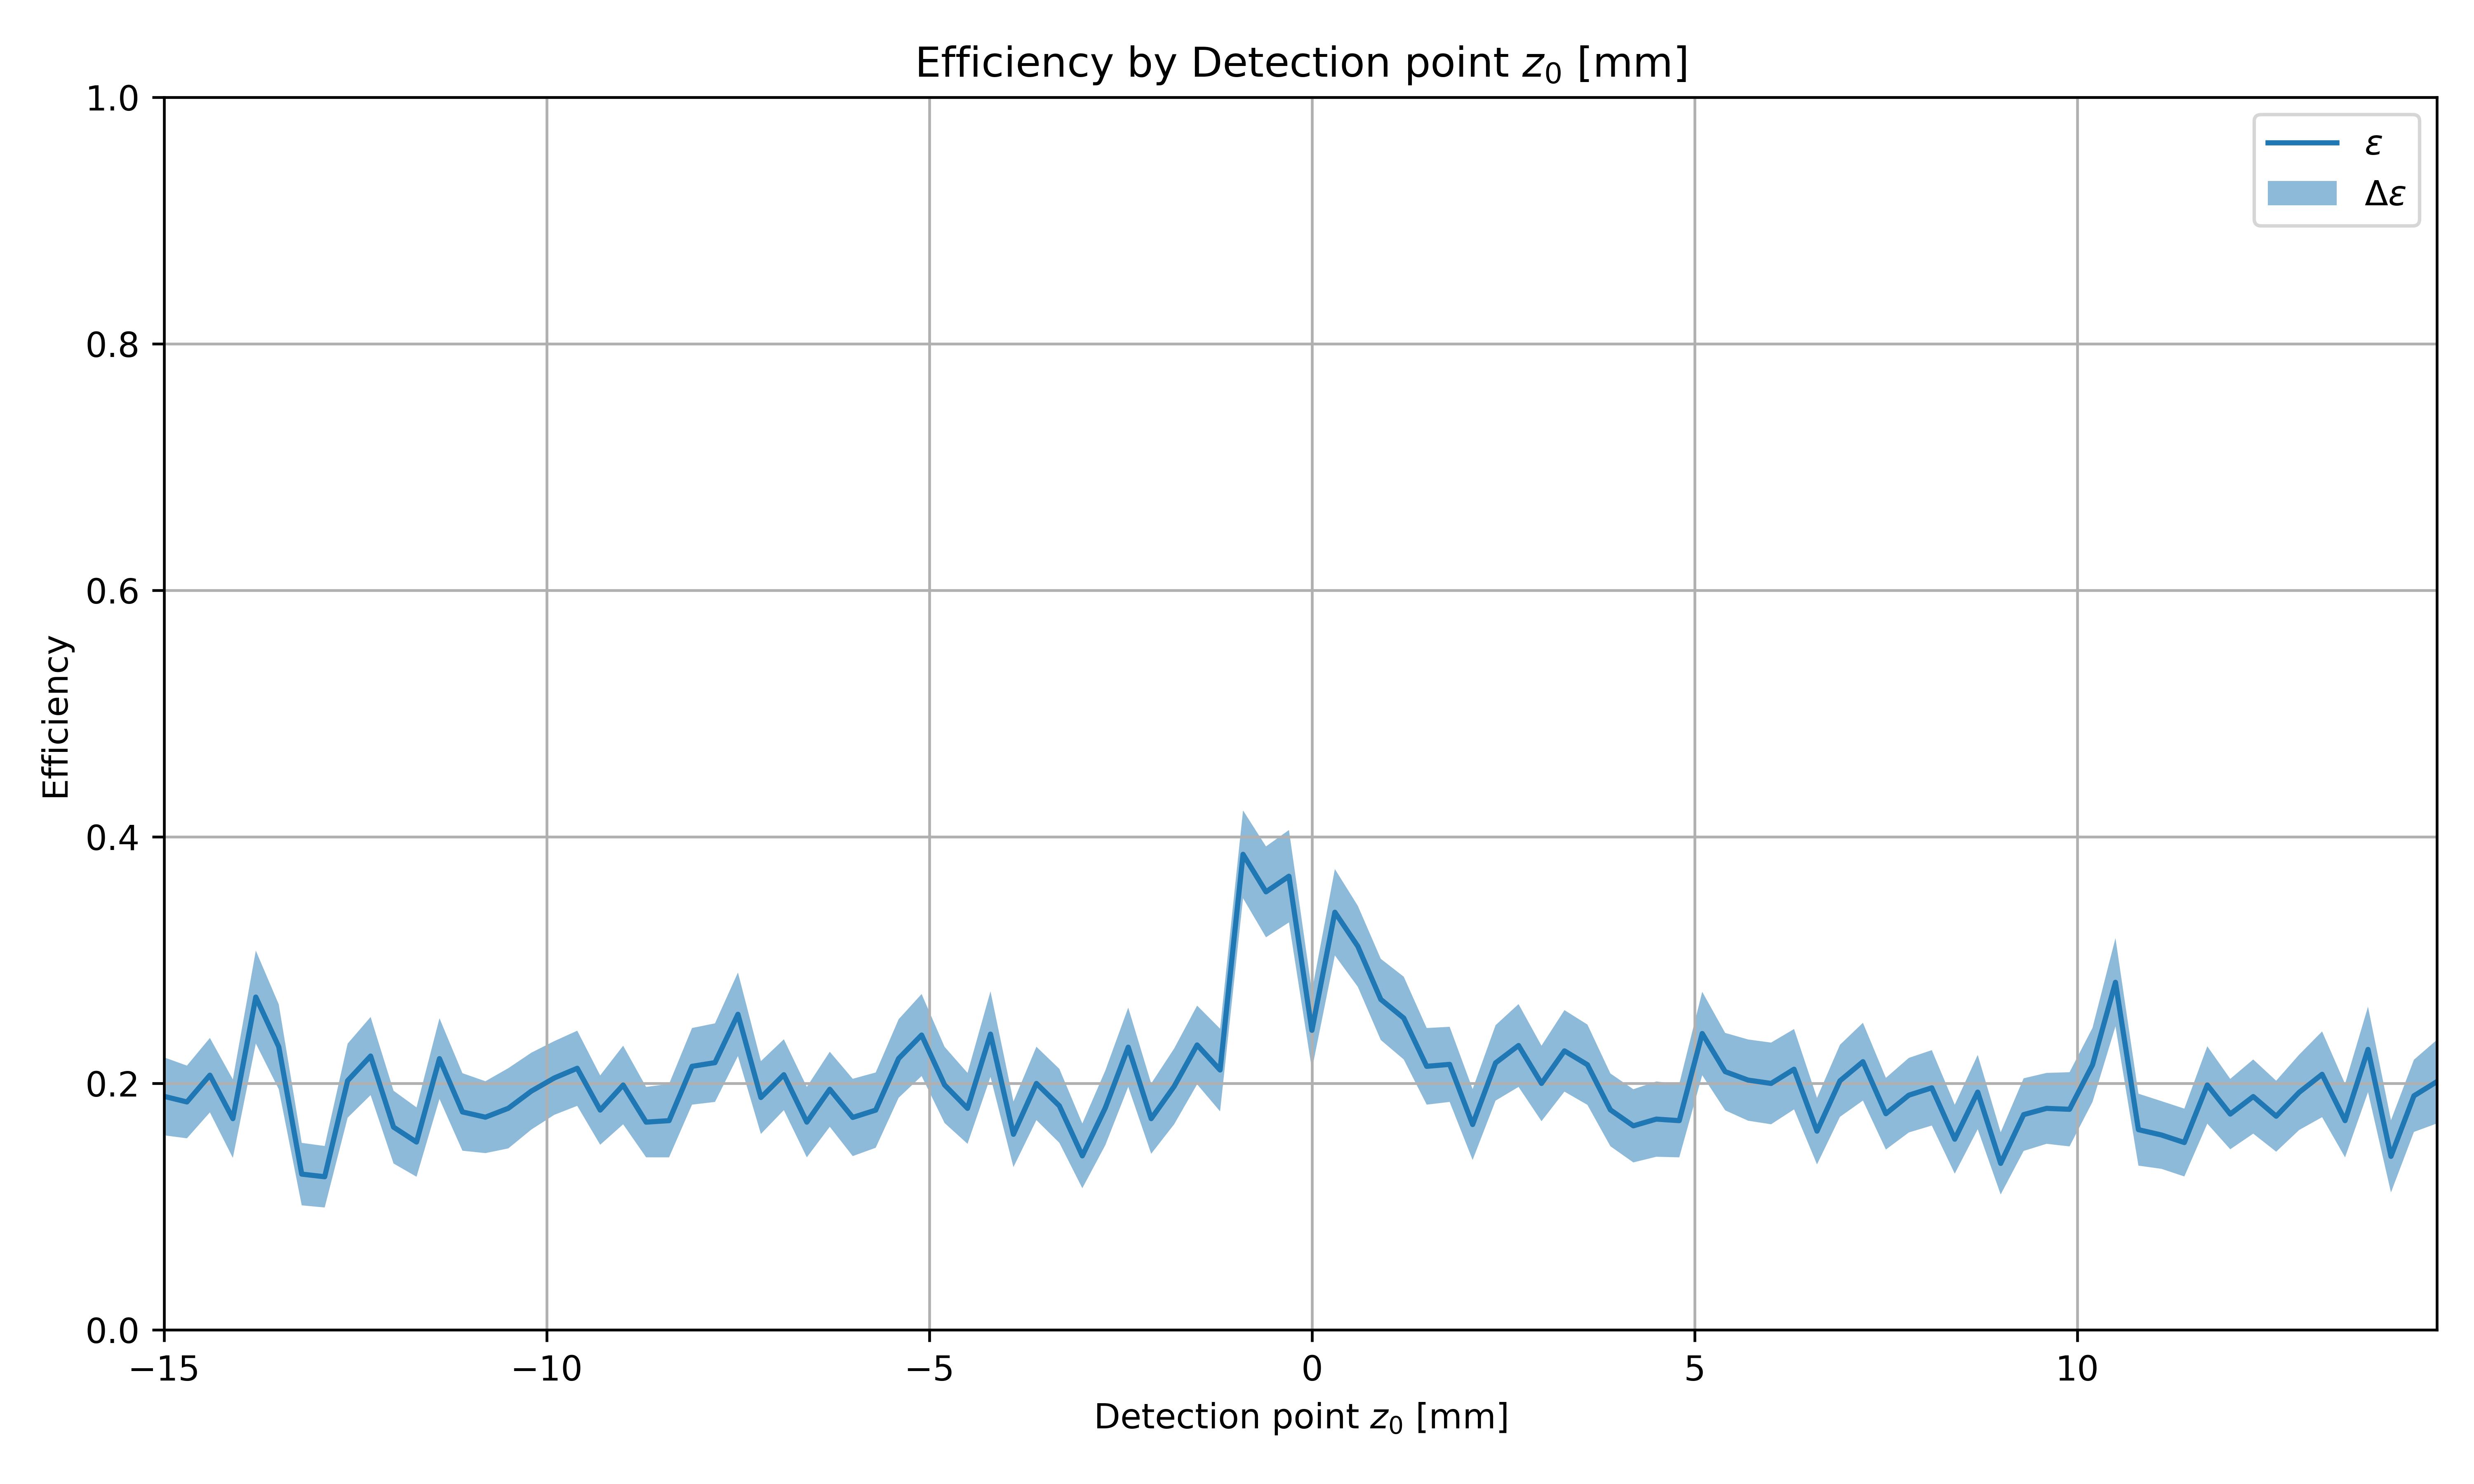 Efficiency by Detection point z₀ [mm]
1.0
0.8
0.6
0.4
0.2
0.0
Efficiency
ε
Δε
−15
−10
−5
0
5
10
Detection point z₀ [mm]